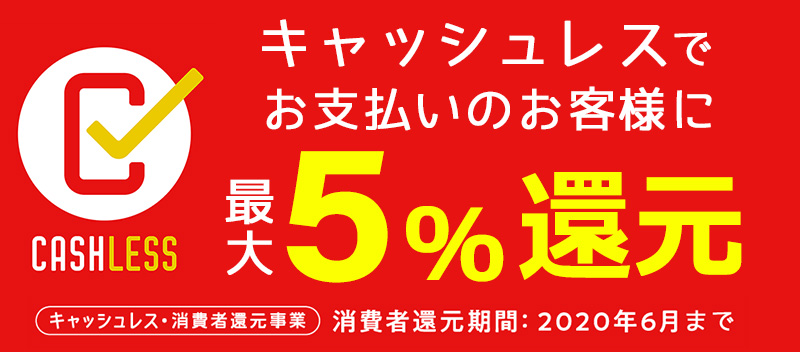 キャッシュレスで
お支払いのお客様に
最大5%還元
CASHLESS
キャッシュレス・消費者還元事業 消費者還元期間：2020年6月まで